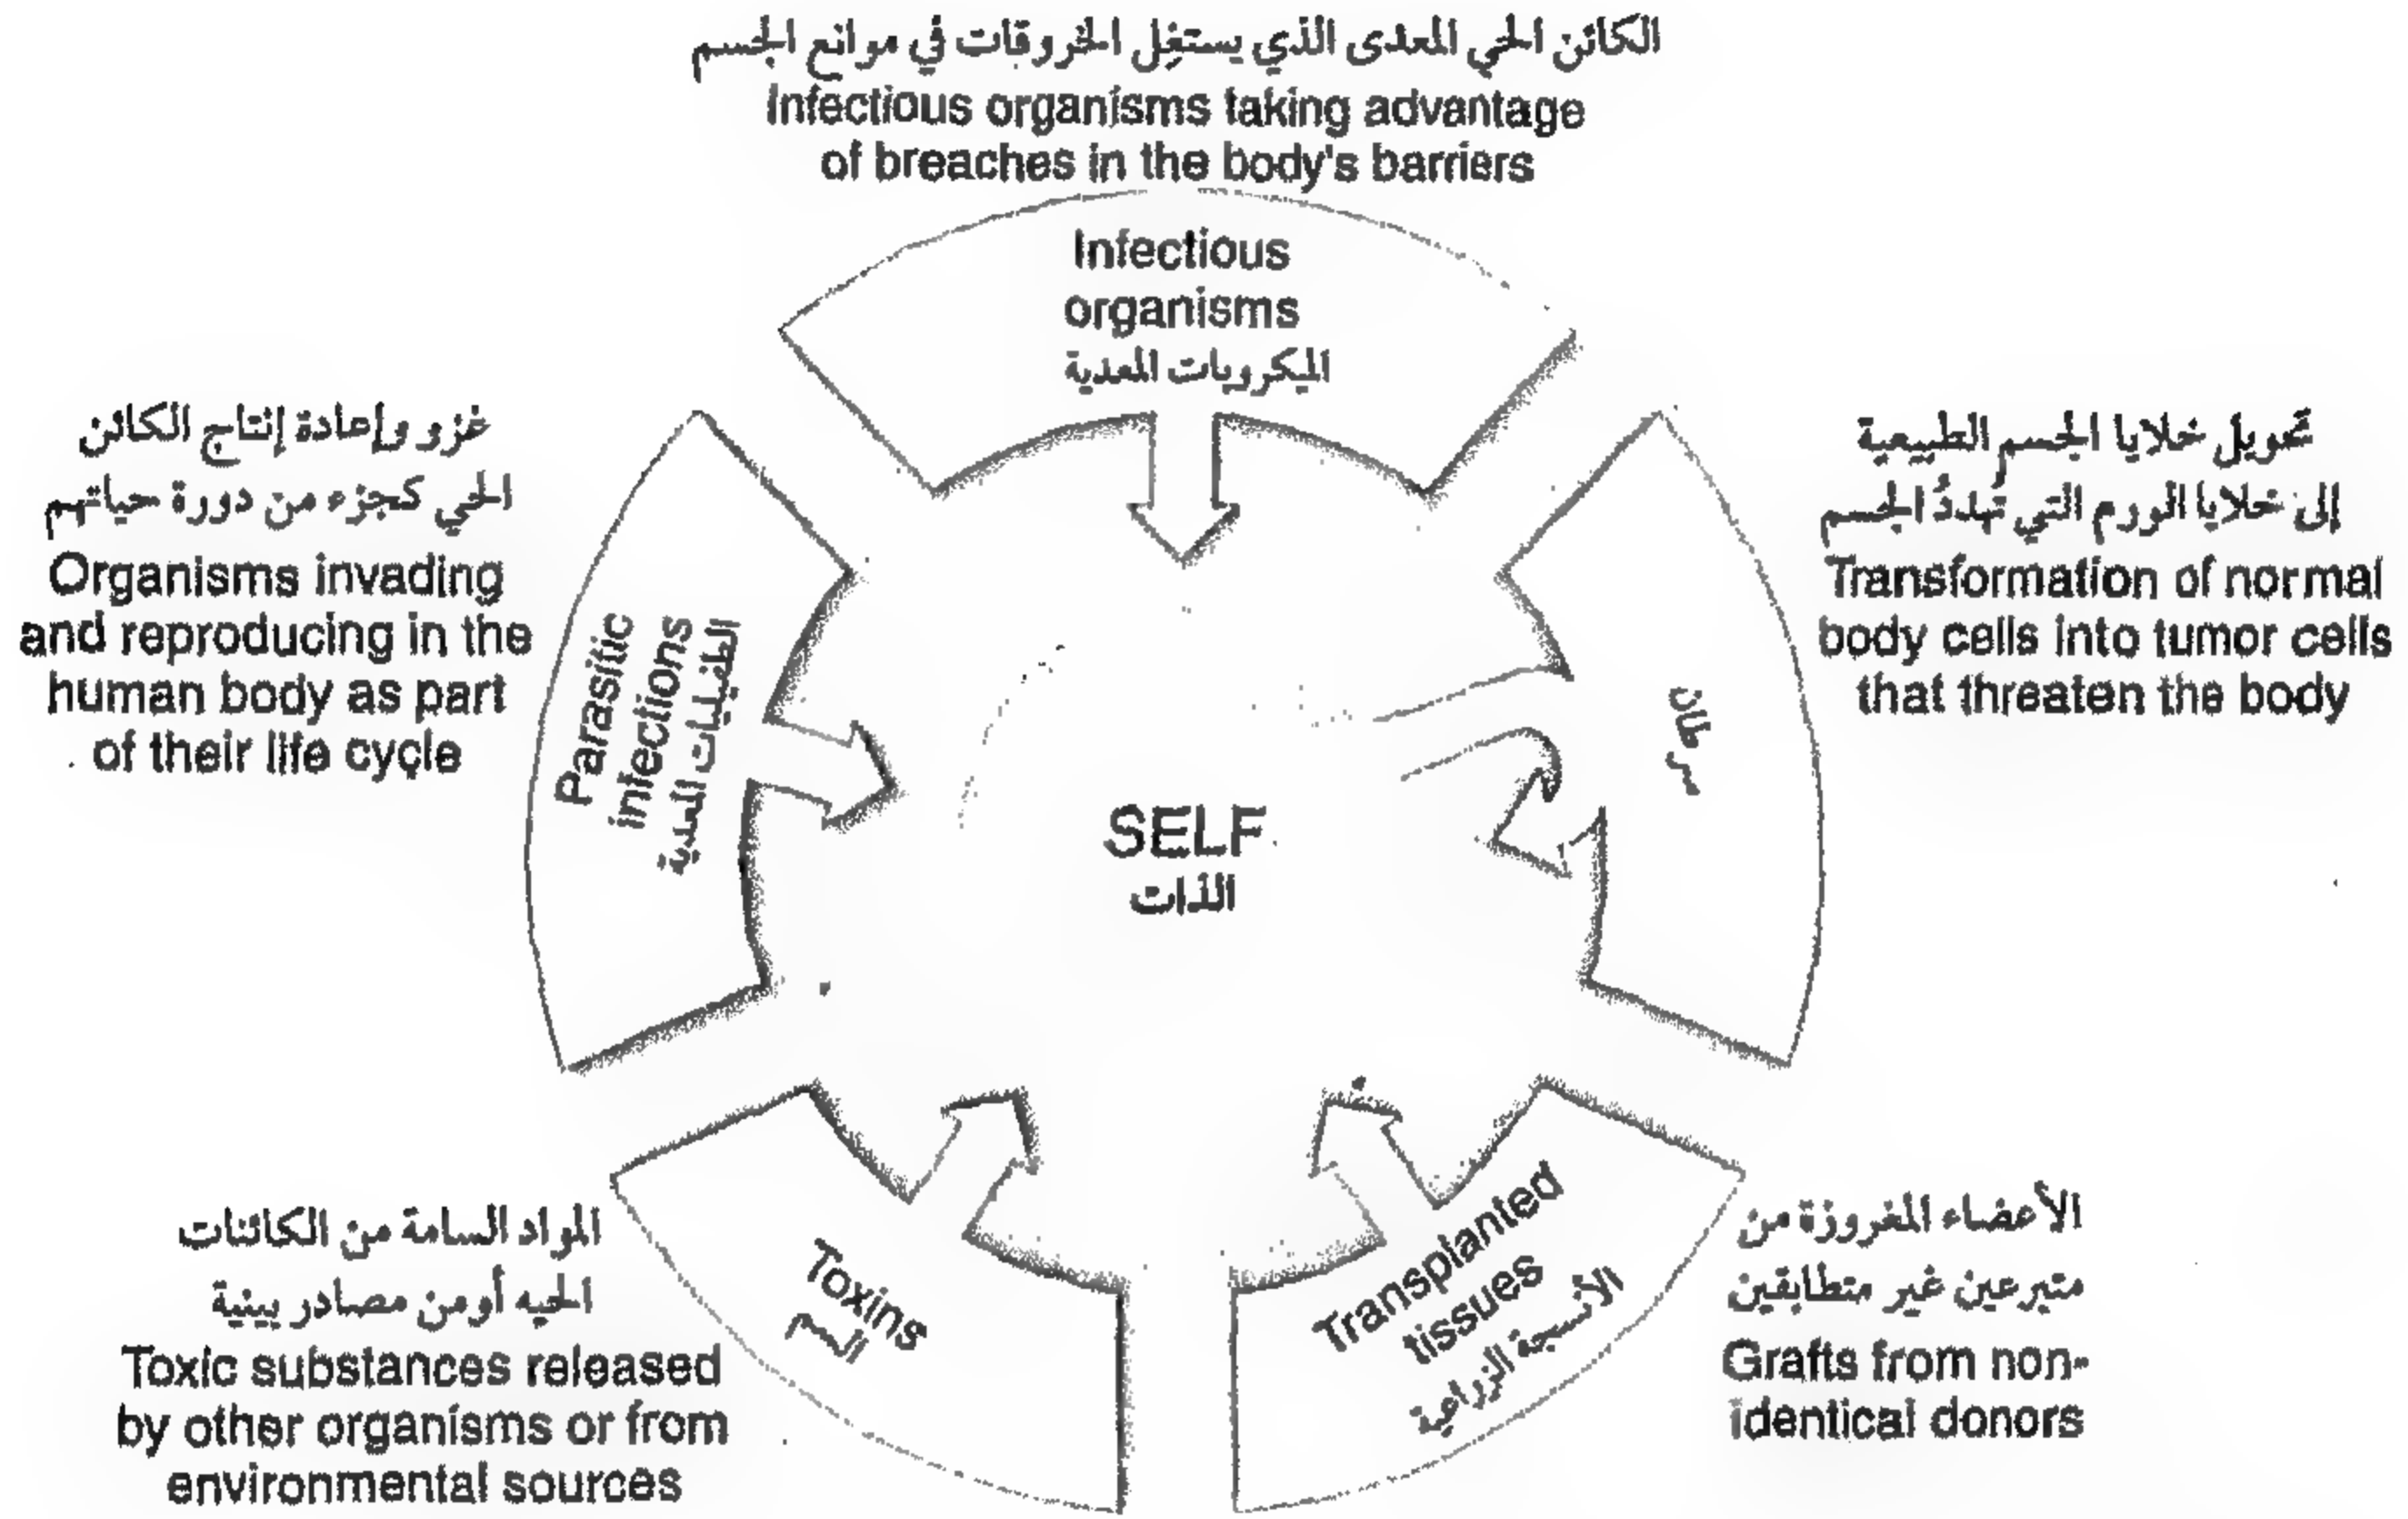 الكائن الحي المعدى الذي يستغِل الخروقات في موانع الجسم
Infectious organisms taking advantage
of breaches in the body's barriers
Infectious
organisms
الميكروبات المعدية
غزو وإعادة إنتاج الكائن
الحي كجزء من دورة حياتهم
Organisms invading
and reproducing in the
human body as part
of their life cycle
Parasitic
infections
الطفيليات المعدية
تحويل خلايا الجسم الطبيعية
إلى خلايا الورم التي تُهددُ الجسم
Transformation of normal
body cells into tumor cells
that threaten the body
سرطان
SELF
الذات
المواد السامة من الكائنات
الحيه أومن مصادر بيئية
Toxic substances released
by other organisms or from
environmental sources
Toxins
السم
Transplanted
tissues
الأنسجة الزراعية
الأعضاء المغروزة من
متبرعين غير متطابقين
Grafts from non-
identical donors